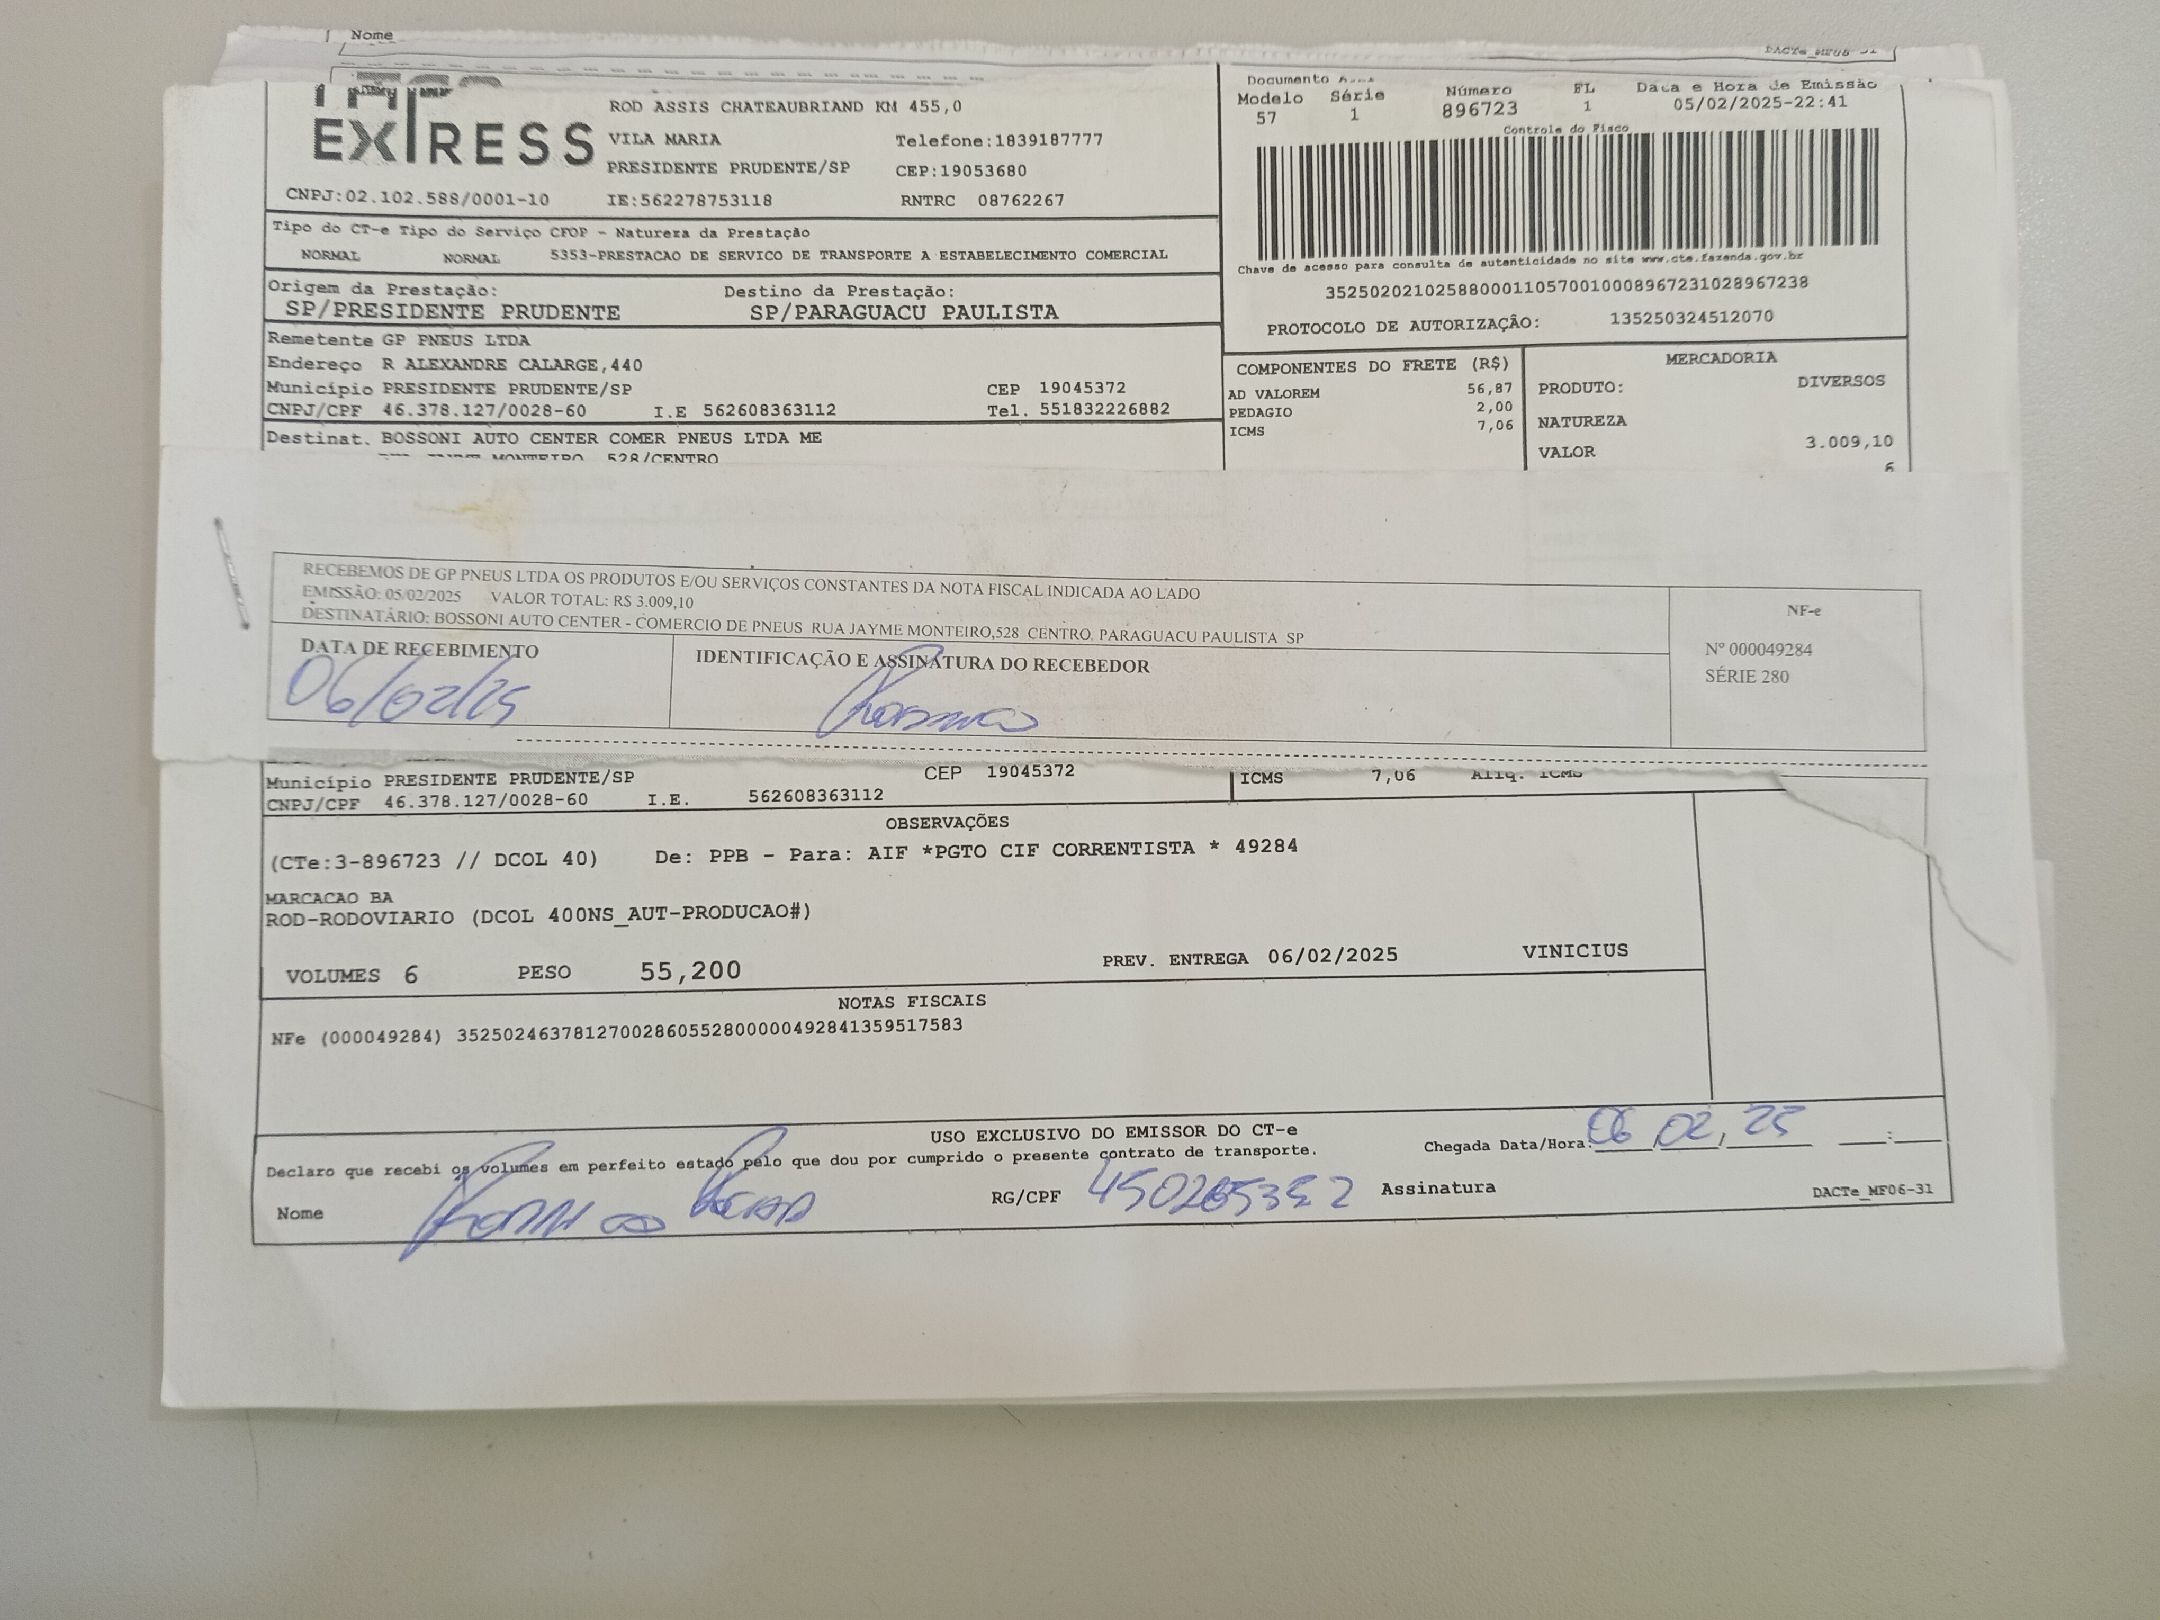 Nome
EXPRESS
ROD ASSIS CHATEAUBRIAND KM 455,0
VILA MARIA Telefone:1839187777
PRESIDENTE PRUDENTE/SP CEP:19053680
CNPJ:02.102.588/0001-10 IE:562278753118 RNTRC 08762267
Documento
Modelo Série Número FL Data e Hora de Emissão
57 1 896723 1 05/02/2025-22:41
Controle do Fisco
Chave de acesso para consulta de autenticidade no site www.cte.fazenda.gov.br
35250202102588000110570010008967231028967238
PROTOCOLO DE AUTORIZAÇÃO: 135250324512070
Tipo do CT-e Tipo do Serviço CFOP - Natureza da Prestação
NORMAL NORMAL 5353-PRESTACAO DE SERVICO DE TRANSPORTE A ESTABELECIMENTO COMERCIAL
Origem da Prestação: Destino da Prestação:
SP/PRESIDENTE PRUDENTE SP/PARAGUACU PAULISTA
Remetente GP PNEUS LTDA
Endereço R ALEXANDRE CALARGE,440
Município PRESIDENTE PRUDENTE/SP CEP 19045372
CNPJ/CPF 46.378.127/0028-60 I.E 562608363112 Tel. 551832226882
Destinat. BOSSONI AUTO CENTER COMER PNEUS LTDA ME
MONTEIRO, 528/CENTRO
COMPONENTES DO FRETE (R$)
AD VALOREM 56,87
PEDAGIO 2,00
ICMS 7,06
MERCADORIA
PRODUTO: DIVERSOS
NATUREZA
VALOR 3.009,10
6
RECEBEMOS DE GP PNEUS LTDA OS PRODUTOS E/OU SERVIÇOS CONSTANTES DA NOTA FISCAL INDICADA AO LADO
EMISSÃO: 05/02/2025 VALOR TOTAL: R$ 3.009,10
DESTINATÁRIO: BOSSONI AUTO CENTER - COMERCIO DE PNEUS RUA JAYME MONTEIRO,528 CENTRO, PARAGUACU PAULISTA SP
DATA DE RECEBIMENTO IDENTIFICAÇÃO E ASSINATURA DO RECEBEDOR
06/02/25
NF-e
Nº 000049284
SÉRIE 280
Município PRESIDENTE PRUDENTE/SP CEP 19045372
CNPJ/CPF 46.378.127/0028-60 I.E. 562608363112
ICMS 7,06 Aliq. ICMS
OBSERVAÇÕES
(CTe:3-896723 // DCOL 40) De: PPB - Para: AIF *PGTO CIF CORRENTISTA * 49284
MARCACAO BA
ROD-RODOVIARIO (DCOL 400NS_AUT-PRODUCAO#)
VOLUMES 6 PESO 55,200 PREV. ENTREGA 06/02/2025 VINICIUS
NOTAS FISCAIS
NFe (000049284) 35250246378127002860552800000492841359517583
USO EXCLUSIVO DO EMISSOR DO CT-e
Declaro que recebi os volumes em perfeito estado pelo que dou por cumprido o presente contrato de transporte.
Chegada Data/Hora: 06/02/25 :
Nome RG/CPF Assinatura
DACTe_MF06-31